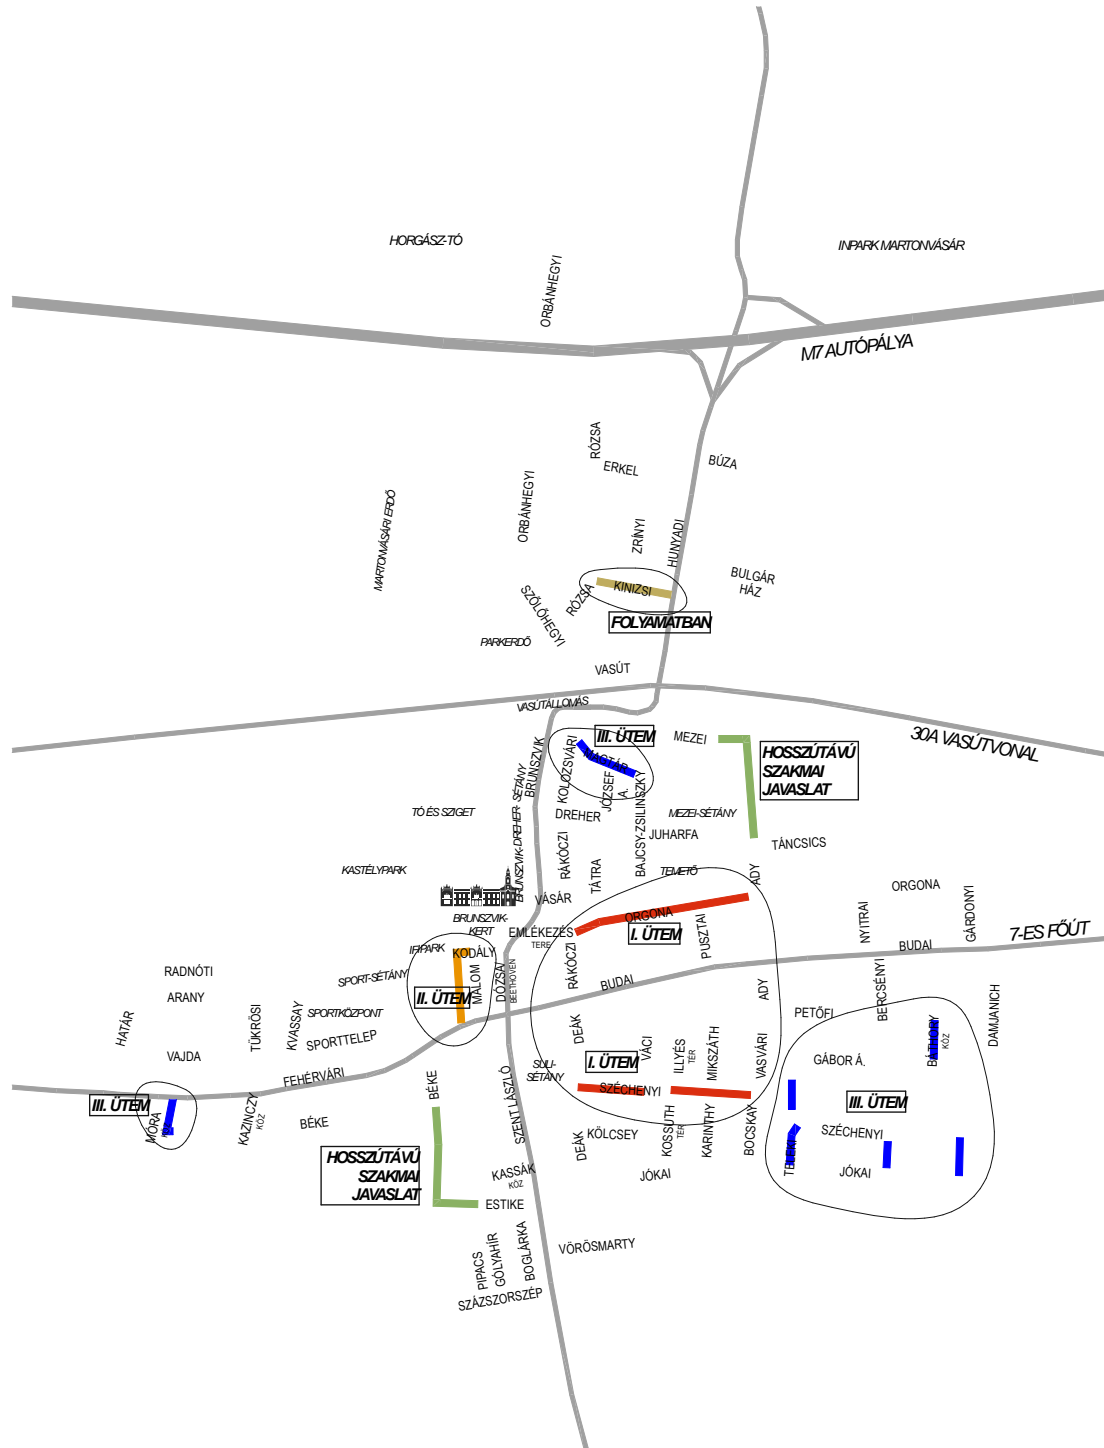 HORGÁSZ-TÓ
INPARK MARTONVÁSÁR
ORBÁNHEGYI
M7 AUTÓPÁLYA
RÓZSA
ERKEL
BÚZA
ORBÁNHEGYI
MARTONVÁSÁRI ERDŐ
ZRÍNYI
HUNYADI
BULGÁR
HÁZ
KINIZSI
RÓZSA
SZŐLŐHEGYI
FOLYAMATBAN
PARKERDŐ
VASÚT
VASÚTÁLLOMÁS
30A VASÚTVONAL
III. ÜTEM
MEZEI
BRUNSZVIK
KOLOZSVÁRI
MAGTÁR
HOSSZÚTÁVÚ
SZAKMAI
JAVASLAT
JÓZSEF
A.
BAJCSY-ZSILINSZKY
BRUNSZVIK-DREHER- SÉTÁNY
TÓ ÉS SZIGET
DREHER
MEZEI-SÉTÁNY
JUHARFA
TÁNCSICS
RÁKÓCZI
TÁTRA
KASTÉLYPARK
TEMETŐ
ADY
ORGONA
VÁSÁR
BRUNSZVIK-
KERT
EMLÉKEZÉS
TERE
ORGONA
I. ÜTEM
PUSZTAI
NYITRAI
GÁRDONYI
7-ES FŐÚT
BUDAI
IFIPARK
KODÁLY
RÁKÓCZI
RADNÓTI
SPORT-SÉTÁNY
MALOM
DÓZSA
BEETHOVEN
BUDAI
ADY
BERCSÉNYI
ARANY
II. ÜTEM
PETŐFI
DAMJANICH
HATÁR
TÜKRÖSI
KVASSAY
SPORTKÖZPONT
SPORTTELEP
DEÁK
VÁCI
ILLYÉS
TÉR
MIKSZÁTH
VASVÁRI
BÁTHORY
KÖZ
VAJDA
I. ÜTEM
GÁBOR Á.
SULI-
SÉTÁNY
FEHÉRVÁRI
BÉKE
SZÉCHENYI
III. ÜTEM
III. ÜTEM
MÓRA
KÖZ
KAZINCZY
KÖZ
BÉKE
SZENT LÁSZLÓ
DEÁK
KÖLCSEY
KOSSUTH
TÉR
KARINTHY
BOCSKAY
SZÉCHENYI
TELEKI
HOSSZÚTÁVÚ
SZAKMAI
JAVASLAT
KASSÁK
KÖZ
JÓKAI
JÓKAI
ESTIKE
PIPACS
GÓLYAHÍR
BOGLÁRKA
VÖRÖSMARTY
SZÁZSZORSZÉP